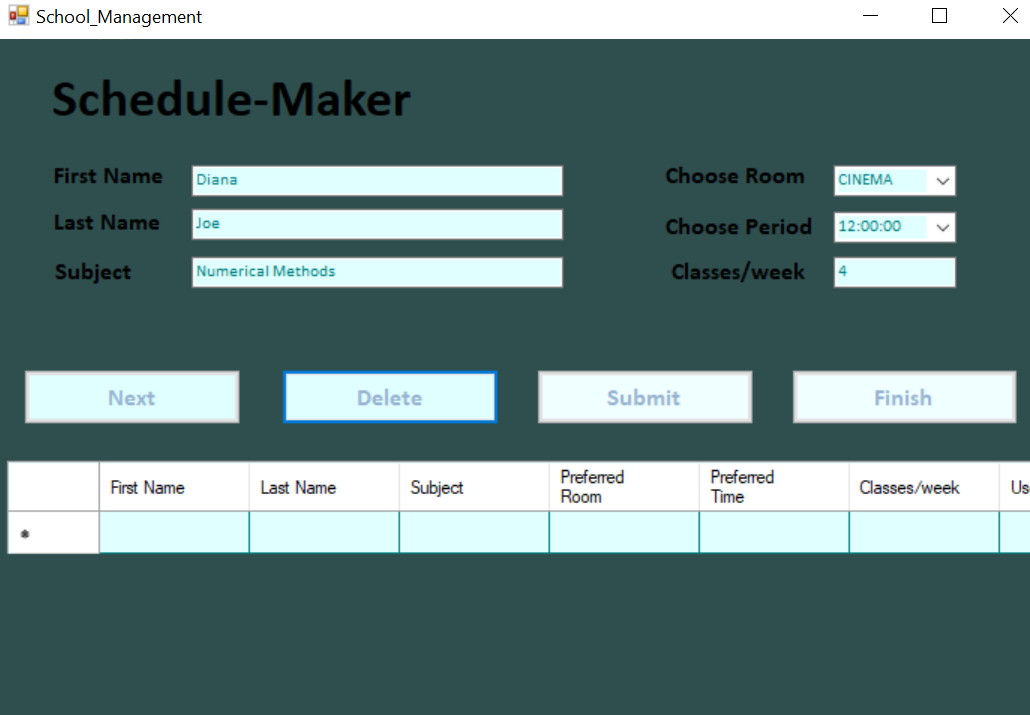 School_Management
Schedule-Maker
First Name Diana Choose Room CINEMA
Last Name Joe Choose Period 12:00:00
Subject Numerical Methods Classes/week 4
Next Delete Submit Finish
First Name Last Name Subject Preferred Room Preferred Time Classes/week Us
*